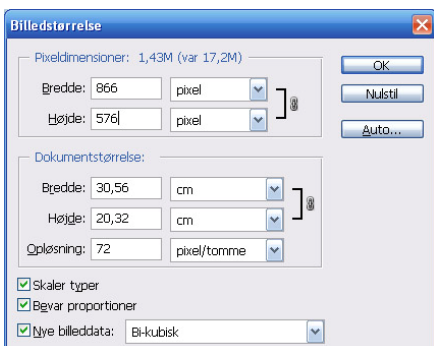 Billedstørrelse
Pixeldimensioner: 1,43M (var 17,2M)
Bredde: 866 pixel
Højde: 576 pixel
OK
Nulstil
Auto...
Dokumentstørrelse:
Bredde: 30,56 cm
Højde: 20,32 cm
Opløsning: 72 pixel/tomme
Skaler typer
Bevar proportioner
Nye billeddata: Bi-kubisk